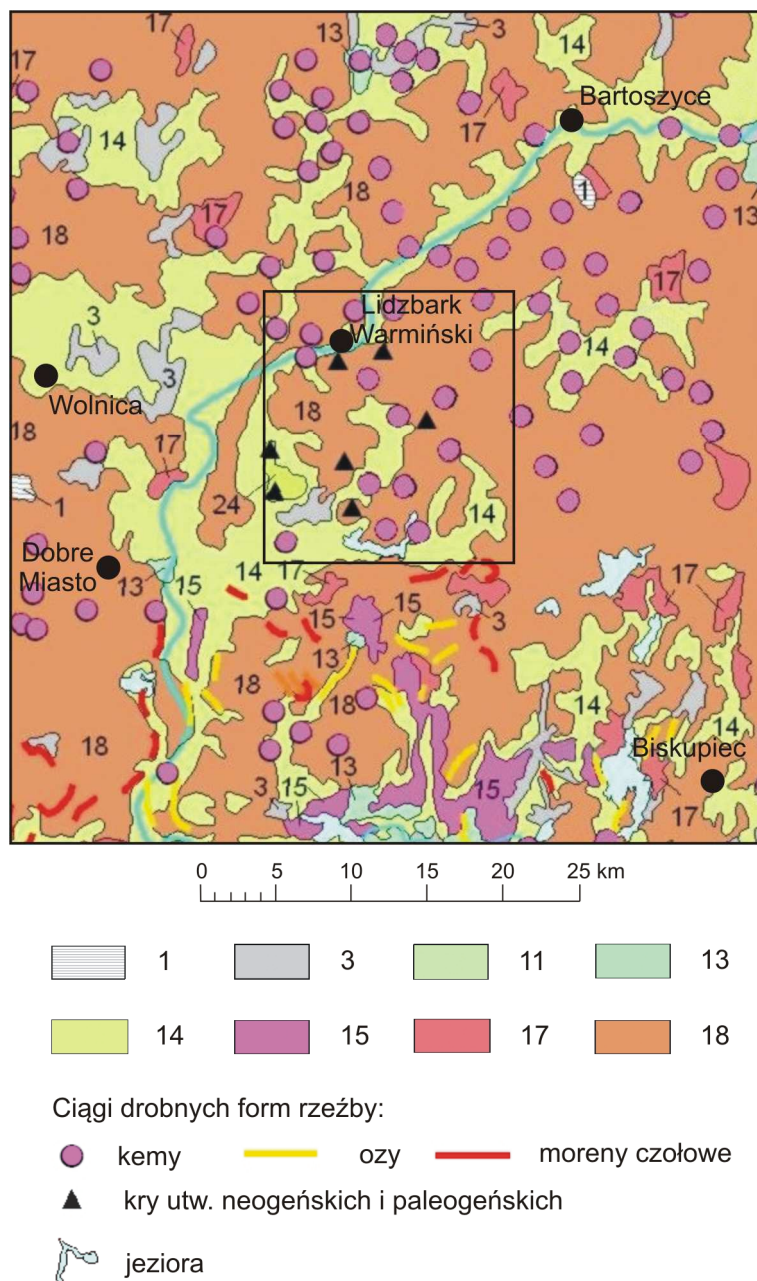 17
13
3
14
17
Bartoszyce
17
14
18
1
13
17
18
17
3
Lidzbark
Warmiński
14
3
Wolnica
18
18
17
1
24
14
Dobre
Miasto
13
15
14
17
15
15
3
17
13
18
18
14
14
18
Biskupiec
3
15
13
15
17
0 5 10 15 20 25 km
1 3 11 13
14 15 17 18
Ciągi drobnych form rzeźby:
kemy ozy moreny czołowe
kry utw. neogeńskich i paleogeńskich
jeziora